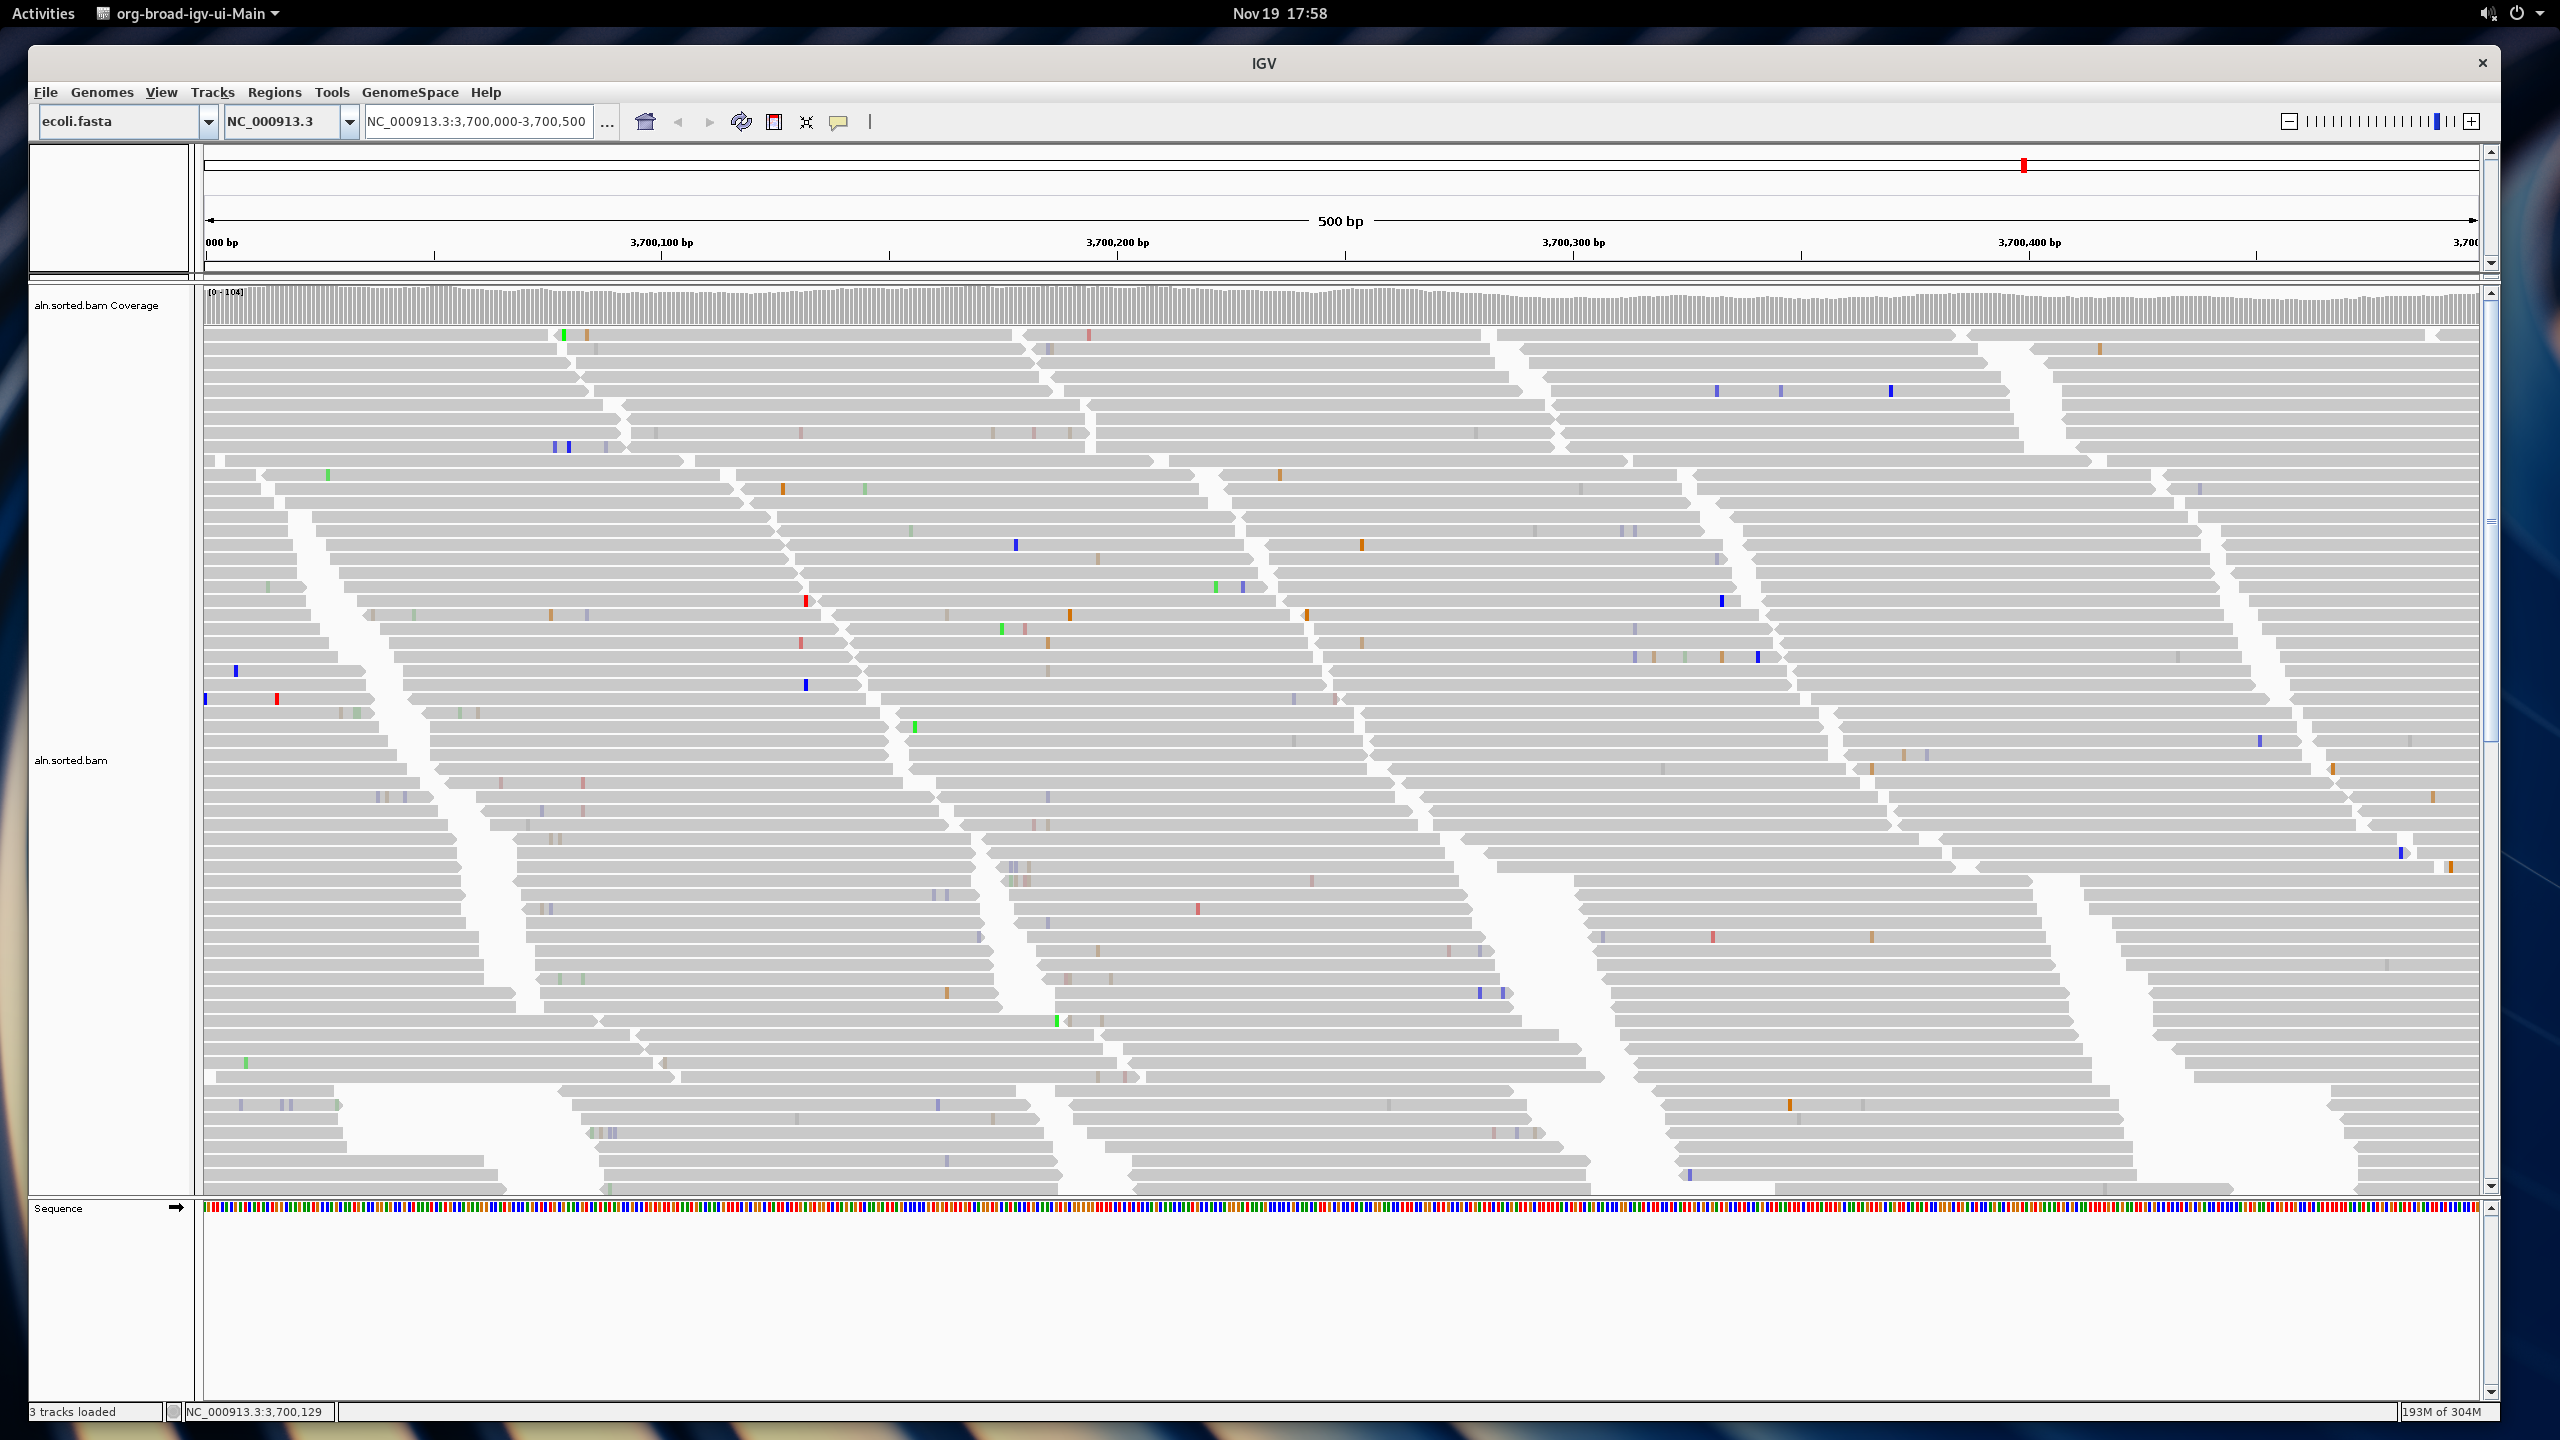 Activities org-broad-igv-ui-Main Nov 19 17:58
IGV
File Genomes View Tracks Regions Tools GenomeSpace Help
ecoli.fasta NC_000913.3 NC_000913.3:3,700,000-3,700,500 ...
500 bp
000 bp 3,700,100 bp 3,700,200 bp 3,700,300 bp 3,700,400 bp 3,700
[0 - 104]
aln.sorted.bam Coverage
aln.sorted.bam
Sequence
3 tracks loaded NC_000913.3:3,700,129 193M of 304M